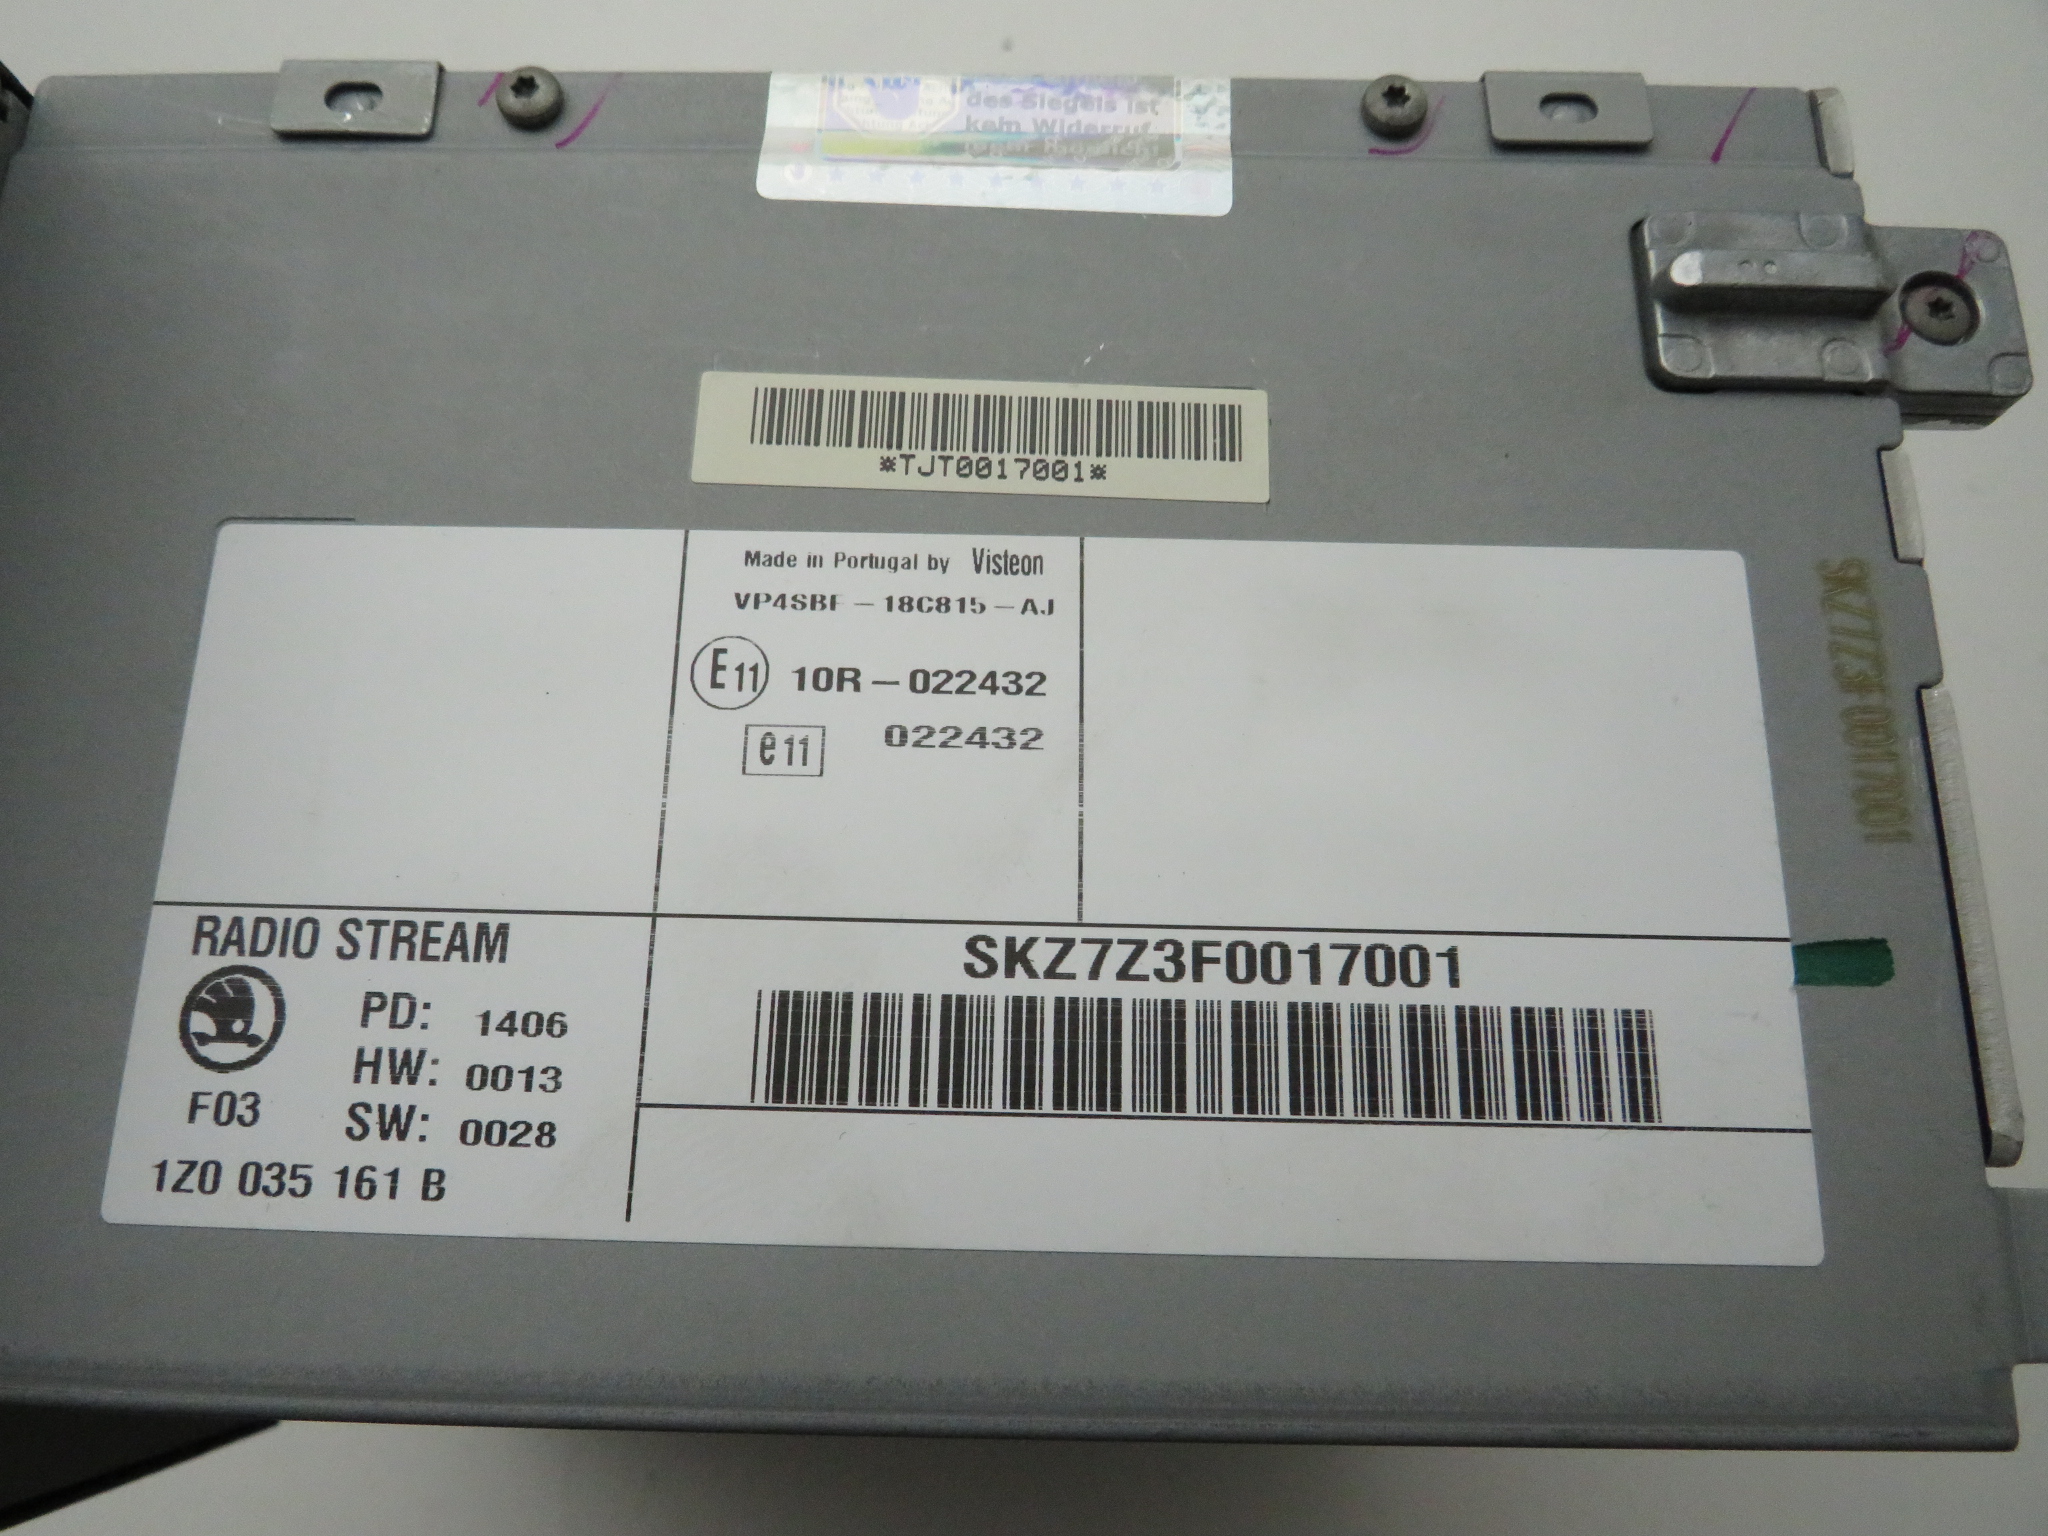 des Siegels ist
kein Widerruf
*TJT0017001*
Made in Portugal by Visteon
VP4SBF - 18C815 - AJ
E11 10R - 022432
e11 022432
RADIO STREAM
SKZ7Z3F0017001
PD: 1406
HW: 0013
F03
SW: 0028
1Z0 035 161 B
SKZ7Z3F0017001